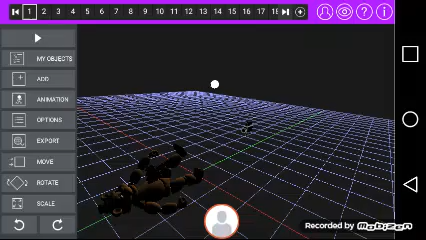 1 2 3 4 5 6 7 8 9 10 11 12 13 14 15 16 17 18
MY OBJECTS
ADD
ANIMATION
OPTIONS
EXPORT
MOVE
ROTATE
SCALE
Recorded by Mobizen